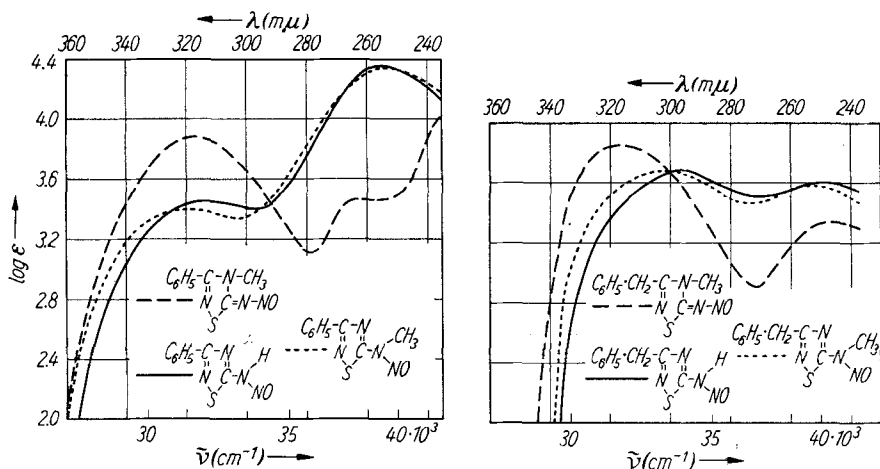 ← λ(mμ)
360 340 320 300 280 260 240
4.4
4.0
3.6
3.2
2.8
2.4
2.0
log ε →
C₆H₅–C–N–CH₃
N C=N–NO
S
C₆H₅–C–N
N C–N H
S NO
C₆H₅–C–N
N C–N CH₃
S NO
30 35 40·10³
ν̃(cm⁻¹) →
← λ(mμ)
360 340 320 300 280 260 240
C₆H₅·CH₂–C–N–CH₃
N C=N–NO
S
C₆H₅·CH₂–C–N
N C–N H
S NO
C₆H₅·CH₂–C–N
N C–N CH₃
S NO
30 35 40·10³
ν̃(cm⁻¹) →